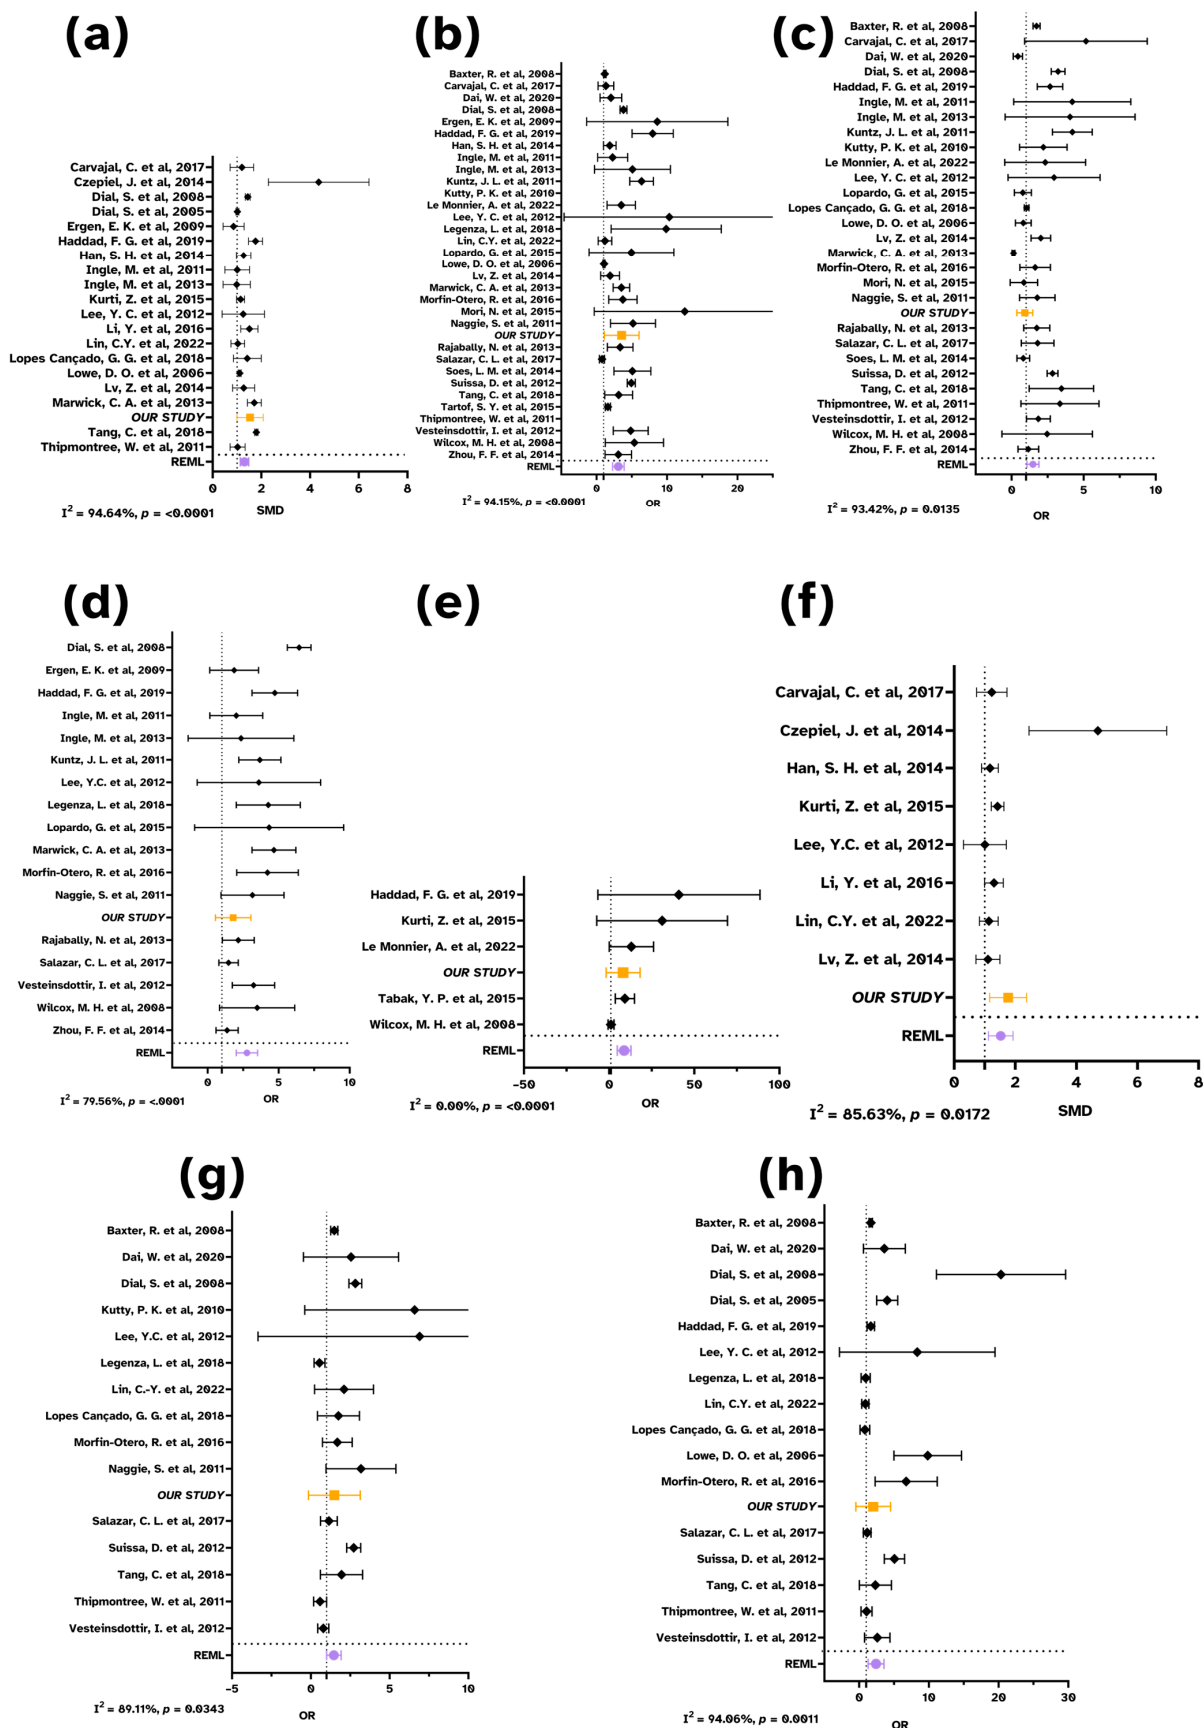 (a)
Carvajal, C. et al, 2017
Czepiel, J. et al, 2014
Dial, S. et al, 2008
Dial, S. et al, 2005
Ergen, E. K. et al, 2009
Haddad, F. G. et al, 2019
Han, S. H. et al, 2014
Ingle, M. et al, 2011
Ingle, M. et al, 2013
Kurti, Z. et al, 2015
Lee, Y. C. et al, 2012
Li, Y. et al, 2016
Lin, C.Y. et al, 2022
Lopes Cançado, G. G. et al, 2018
Lowe, D. O. et al, 2006
Lv, Z. et al, 2014
Marwick, C. A. et al, 2013
OUR STUDY
Tang, C. et al, 2018
Thipmontree, W. et al, 2011
REML
0 2 4 6 8
SMD
I² = 94.64%, p = <0.0001
(b)
Baxter, R. et al, 2008
Carvajal, C. et al, 2017
Dai, W. et al, 2020
Dial, S. et al, 2008
Ergen, E. K. et al, 2009
Haddad, F. G. et al, 2019
Han, S. H. et al, 2014
Ingle, M. et al, 2011
Ingle, M. et al, 2013
Kuntz, J. L. et al, 2011
Kutty, P. K. et al, 2010
Le Monnier, A. et al, 2022
Lee, Y. C. et al, 2012
Legenza, L. et al, 2018
Lin, C.Y. et al, 2022
Lopardo, G. et al, 2015
Lowe, D. O. et al, 2006
Lv, Z. et al, 2014
Marwick, C. A. et al, 2013
Morfin-Otero, R. et al, 2016
Mori, N. et al, 2015
Naggie, S. et al, 2011
OUR STUDY
Rajabally, N. et al, 2013
Salazar, C. L. et al, 2017
Soes, L. M. et al, 2014
Suissa, D. et al, 2012
Tang, C. et al, 2018
Tartof, S. Y. et al, 2015
Thipmontree, W. et al, 2011
Vesteinsdottir, I. et al, 2012
Wilcox, M. H. et al, 2008
Zhou, F. F. et al, 2014
REML
0 10 20
OR
I² = 94.15%, p = <0.0001
(c)
Baxter, R. et al, 2008
Carvajal, C. et al, 2017
Dai, W. et al, 2020
Dial, S. et al, 2008
Haddad, F. G. et al, 2019
Ingle, M. et al, 2011
Ingle, M. et al, 2013
Kuntz, J. L. et al, 2011
Kutty, P. K. et al, 2010
Le Monnier, A. et al, 2022
Lee, Y. C. et al, 2012
Lopardo, G. et al, 2015
Lopes Cançado, G. G. et al, 2018
Lowe, D. O. et al, 2006
Lv, Z. et al, 2014
Marwick, C. A. et al, 2013
Morfin-Otero, R. et al, 2016
Mori, N. et al, 2015
Naggie, S. et al, 2011
OUR STUDY
Rajabally, N. et al, 2013
Salazar, C. L. et al, 2017
Soes, L. M. et al, 2014
Suissa, D. et al, 2012
Tang, C. et al, 2018
Thipmontree, W. et al, 2011
Vesteinsdottir, I. et al, 2012
Wilcox, M. H. et al, 2008
Zhou, F. F. et al, 2014
REML
0 5 10
OR
I² = 93.42%, p = 0.0135
(d)
Dial, S. et al, 2008
Ergen, E. K. et al, 2009
Haddad, F. G. et al, 2019
Ingle, M. et al, 2011
Ingle, M. et al, 2013
Kuntz, J. L. et al, 2011
Lee, Y.C. et al, 2012
Legenza, L. et al, 2018
Lopardo, G. et al, 2015
Marwick, C. A. et al, 2013
Morfin-Otero, R. et al, 2016
Naggie, S. et al, 2011
OUR STUDY
Rajabally, N. et al, 2013
Salazar, C. L. et al, 2017
Vesteinsdottir, I. et al, 2012
Wilcox, M. H. et al, 2008
Zhou, F. F. et al, 2014
REML
0 5 10
OR
I² = 79.56%, p = <.0001
(e)
Haddad, F. G. et al, 2019
Kurti, Z. et al, 2015
Le Monnier, A. et al, 2022
OUR STUDY
Tabak, Y. P. et al, 2015
Wilcox, M. H. et al, 2008
REML
-50 0 50 100
OR
I² = 0.00%, p = <0.0001
(f)
Carvajal, C. et al, 2017
Czepiel, J. et al, 2014
Han, S. H. et al, 2014
Kurti, Z. et al, 2015
Lee, Y.C. et al, 2012
Li, Y. et al, 2016
Lin, C.Y. et al, 2022
Lv, Z. et al, 2014
OUR STUDY
REML
0 2 4 6 8
SMD
I² = 85.63%, p = 0.0172
(g)
Baxter, R. et al, 2008
Dai, W. et al, 2020
Dial, S. et al, 2008
Kutty, P. K. et al, 2010
Lee, Y.C. et al, 2012
Legenza, L. et al, 2018
Lin, C.-Y. et al, 2022
Lopes Cançado, G. G. et al, 2018
Morfin-Otero, R. et al, 2016
Naggie, S. et al, 2011
OUR STUDY
Salazar, C. L. et al, 2017
Suissa, D. et al, 2012
Tang, C. et al, 2018
Thipmontree, W. et al, 2011
Vesteinsdottir, I. et al, 2012
REML
-5 0 5 10
OR
I² = 89.11%, p = 0.0343
(h)
Baxter, R. et al, 2008
Dai, W. et al, 2020
Dial, S. et al, 2008
Dial, S. et al, 2005
Haddad, F. G. et al, 2019
Lee, Y. C. et al, 2012
Legenza, L. et al, 2018
Lin, C.Y. et al, 2022
Lopes Cançado, G. G. et al, 2018
Lowe, D. O. et al, 2006
Morfin-Otero, R. et al, 2016
OUR STUDY
Salazar, C. L. et al, 2017
Suissa, D. et al, 2012
Tang, C. et al, 2018
Thipmontree, W. et al, 2011
Vesteinsdottir, I. et al, 2012
REML
0 10 20 30
OR
I² = 94.06%, p = 0.0011